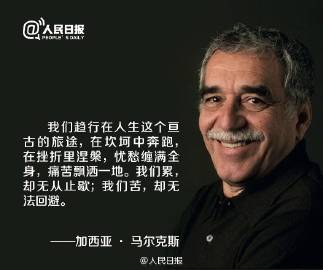 @人民日报
PEOPLE'S DAILY
我们趋行在人生这个亘
古的旅途，在坎坷中奔跑，
在挫折里涅槃，忧愁缠满全
身，痛苦飘洒一地。我们累，
却无从止歇；我们苦，却无
法回避。
——加西亚·马尔克斯
@人民日报